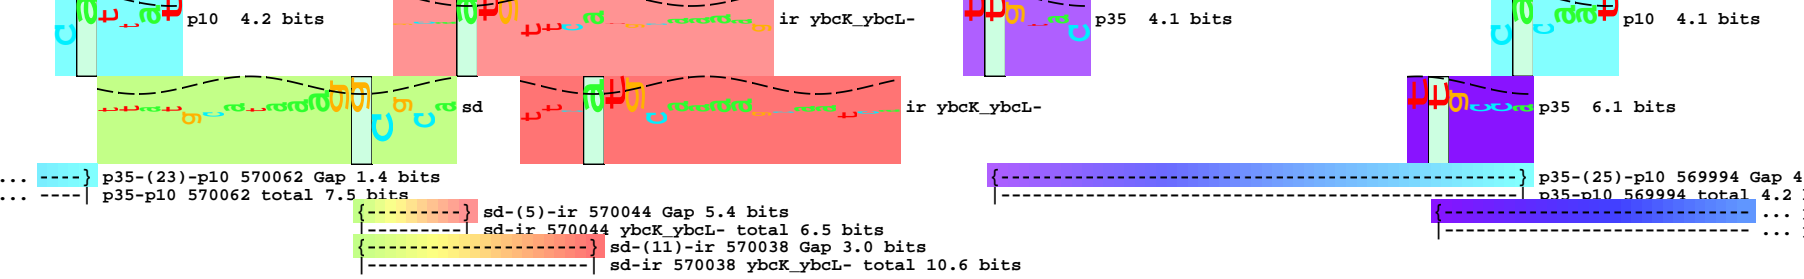 p10 4.2 bits
ir ybcK_ybcL-
p35 4.1 bits
p10 4.1 bits
sd
ir ybcK_ybcL-
p35 6.1 bits
... ----} p35-(23)-p10 570062 Gap 1.4 bits
{------------------------------------------} p35-(25)-p10 569994 Gap 4
... ----| p35-p10 570062 total 7.5 bits
|------------------------------------------| p35-p10 569994 total 4.2
{---------} sd-(5)-ir 570044 Gap 5.4 bits
{------------------------- ...
|---------| sd-ir 570044 ybcK_ybcL- total 6.5 bits
|------------------------- ...
{---------------------} sd-(11)-ir 570038 Gap 3.0 bits
|---------------------| sd-ir 570038 ybcK_ybcL- total 10.6 bits